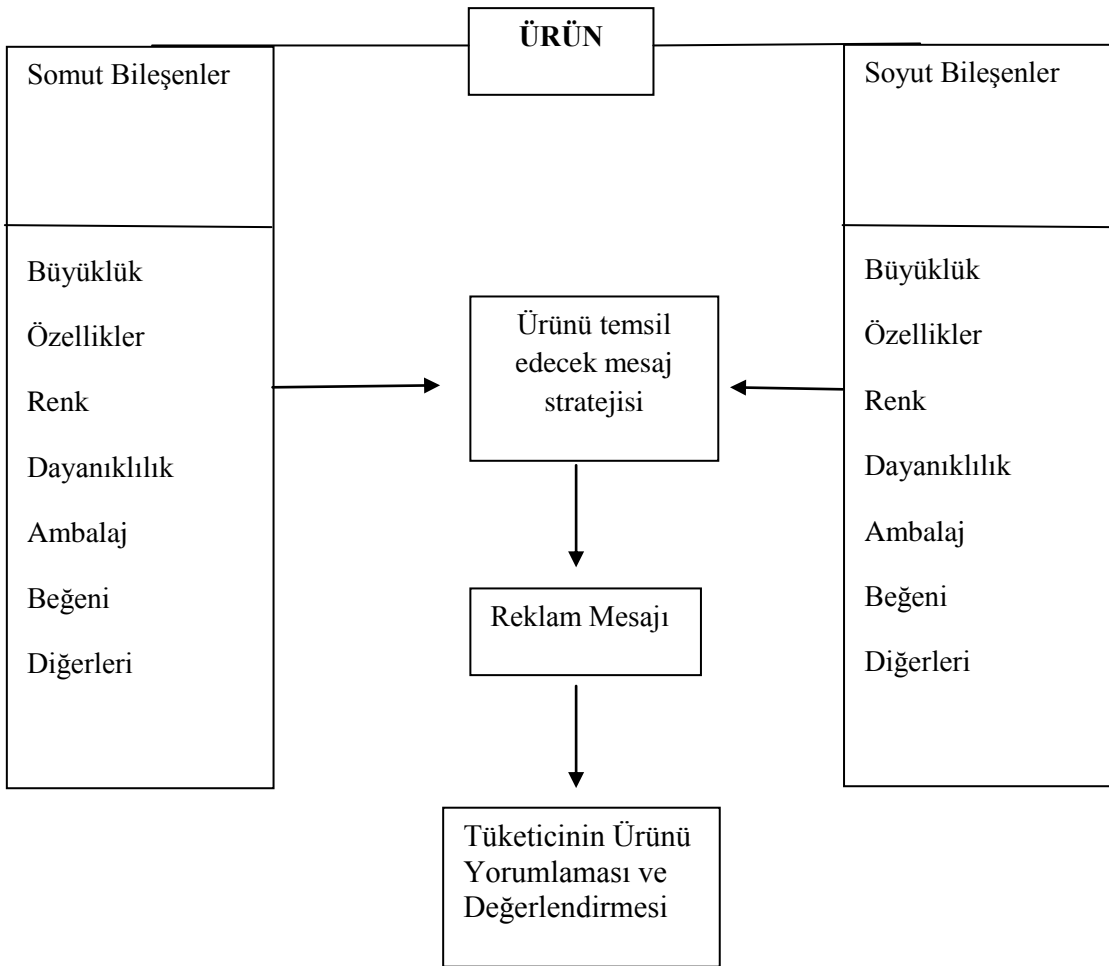 ÜRÜN
Somut Bileşenler
Büyüklük
Özellikler
Renk
Dayanıklılık
Ambalaj
Beğeni
Diğerleri
Soyut Bileşenler
Büyüklük
Özellikler
Renk
Dayanıklılık
Ambalaj
Beğeni
Diğerleri
Ürünü temsil
edecek mesaj
stratejisi
Reklam Mesajı
Tüketicinin Ürünü
Yorumlaması ve
Değerlendirmesi